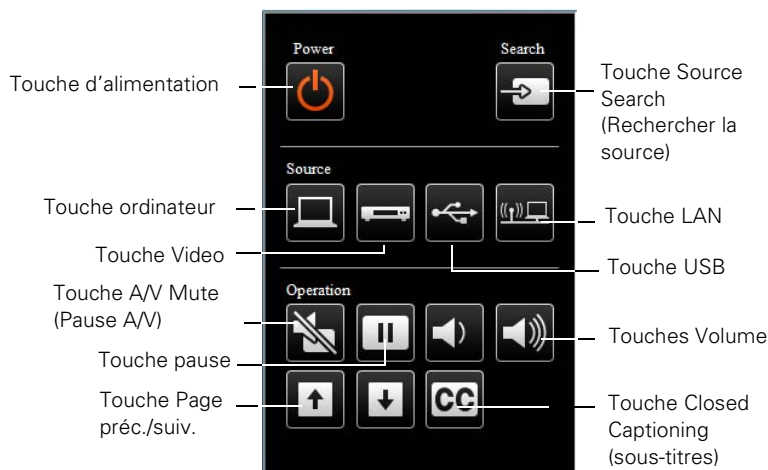 Power
Search
Touche d'alimentation
Touche Source
Search
(Rechercher la
source)
Source
Touche ordinateur
Touche LAN
Touche Video
Touche USB
Touche A/V Mute
(Pause A/V)
Operation
Touches Volume
Touche pause
Touche Page
préc./suiv.
CC
Touche Closed
Captioning
(sous-titres)